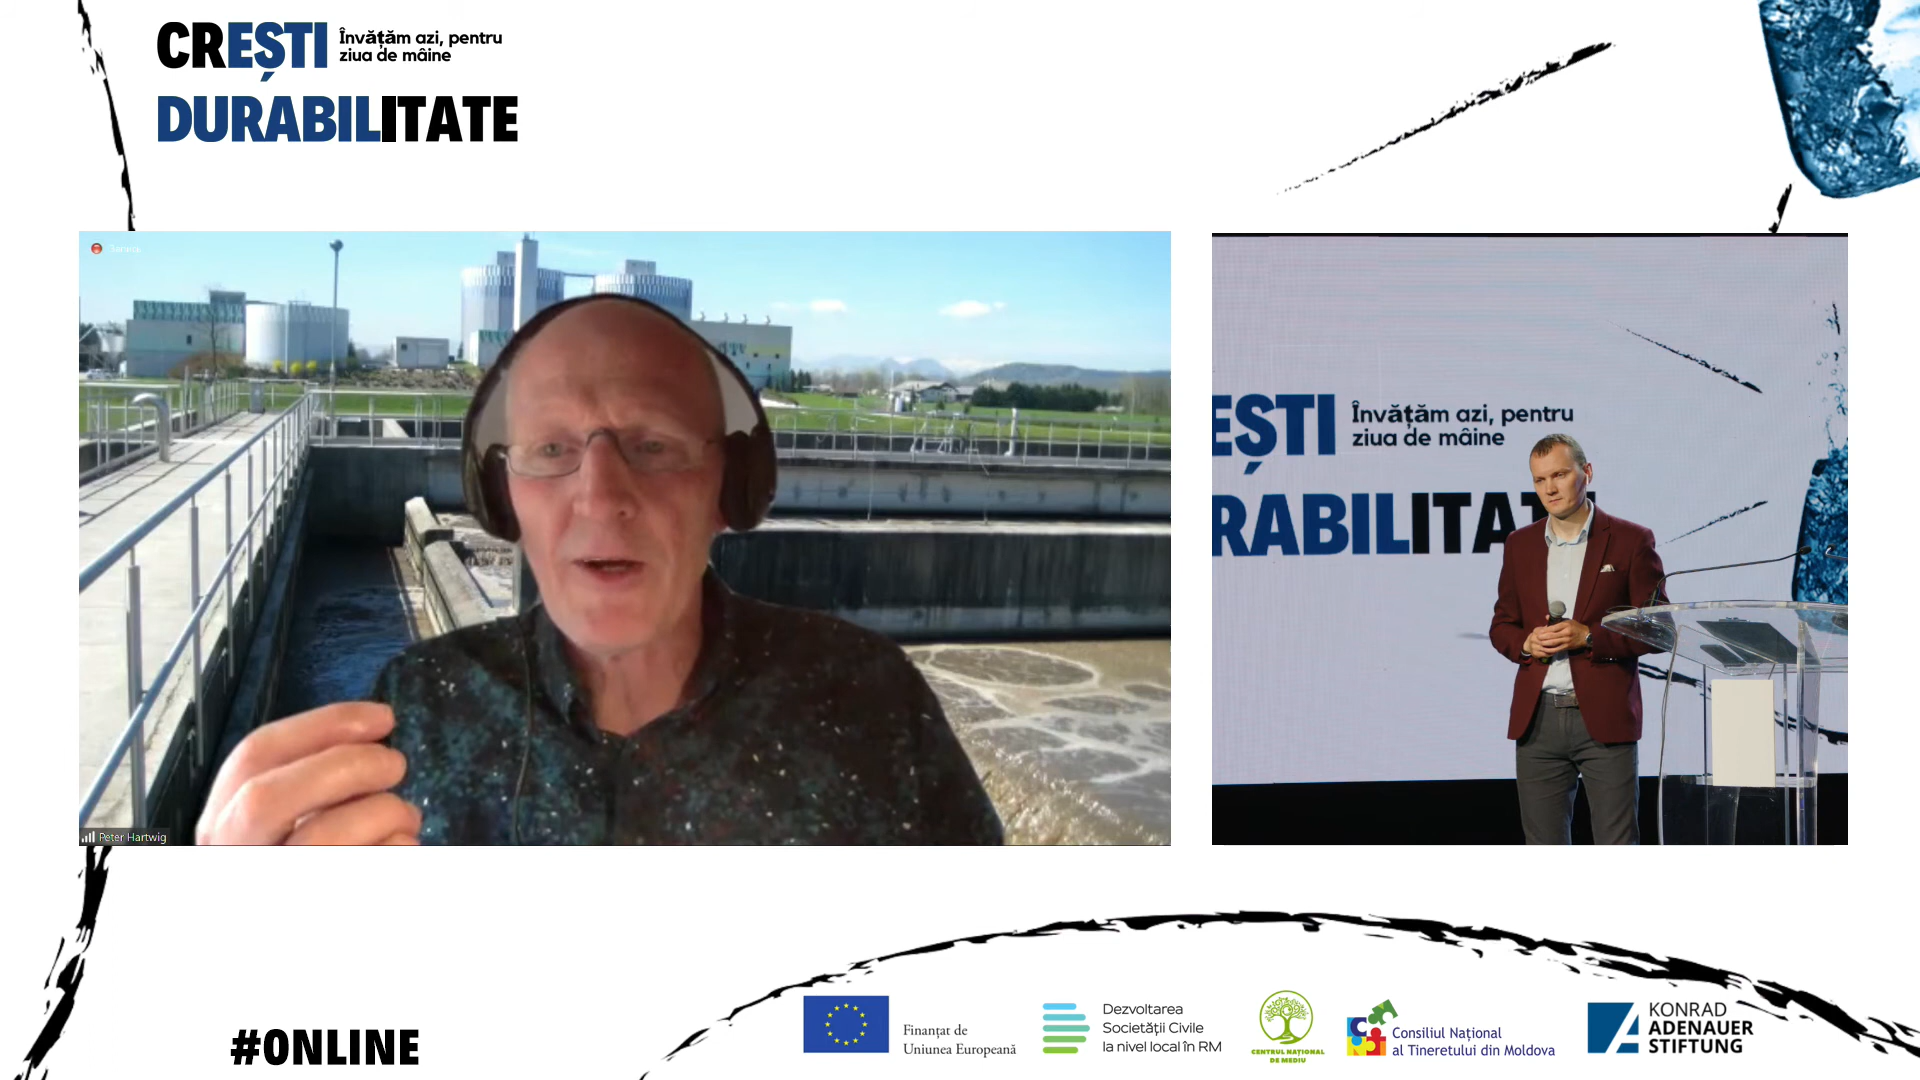 CREȘTI
Învățăm azi, pentru
ziua de mâine
DURABILITATE
Peter Hartwig
EȘTI
Învățăm azi, pentru
ziua de mâine
RABILITAT
#ONLINE
Finanțat de
Uniunea Europeană
Dezvoltarea
Societății Civile
la nivel local în RM
CENTRUL NAȚIONAL
DE MEDIU
Consiliul Național
al Tineretului din Moldova
KONRAD
ADENAUER
STIFTUNG